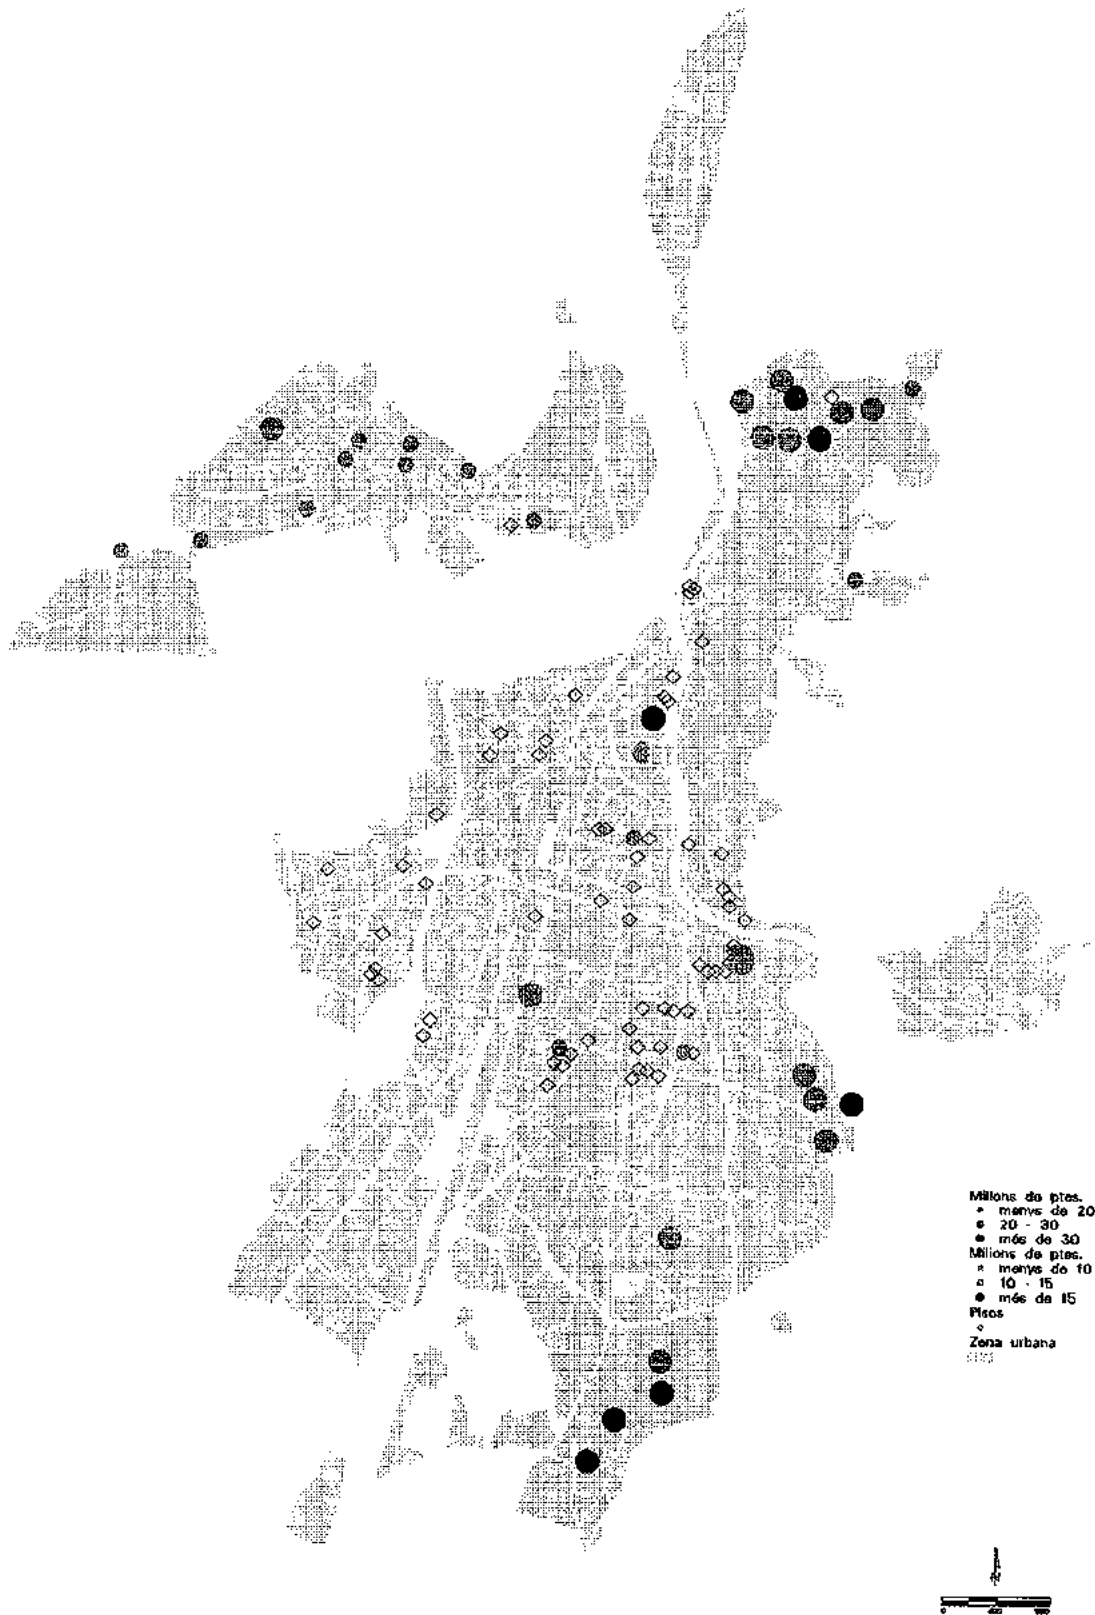 Milions de ptes.
menys de 20
20 - 30
més de 30
Milions de ptes.
menys de 10
10 - 15
més de 15
Pisos
Zona urbana
0